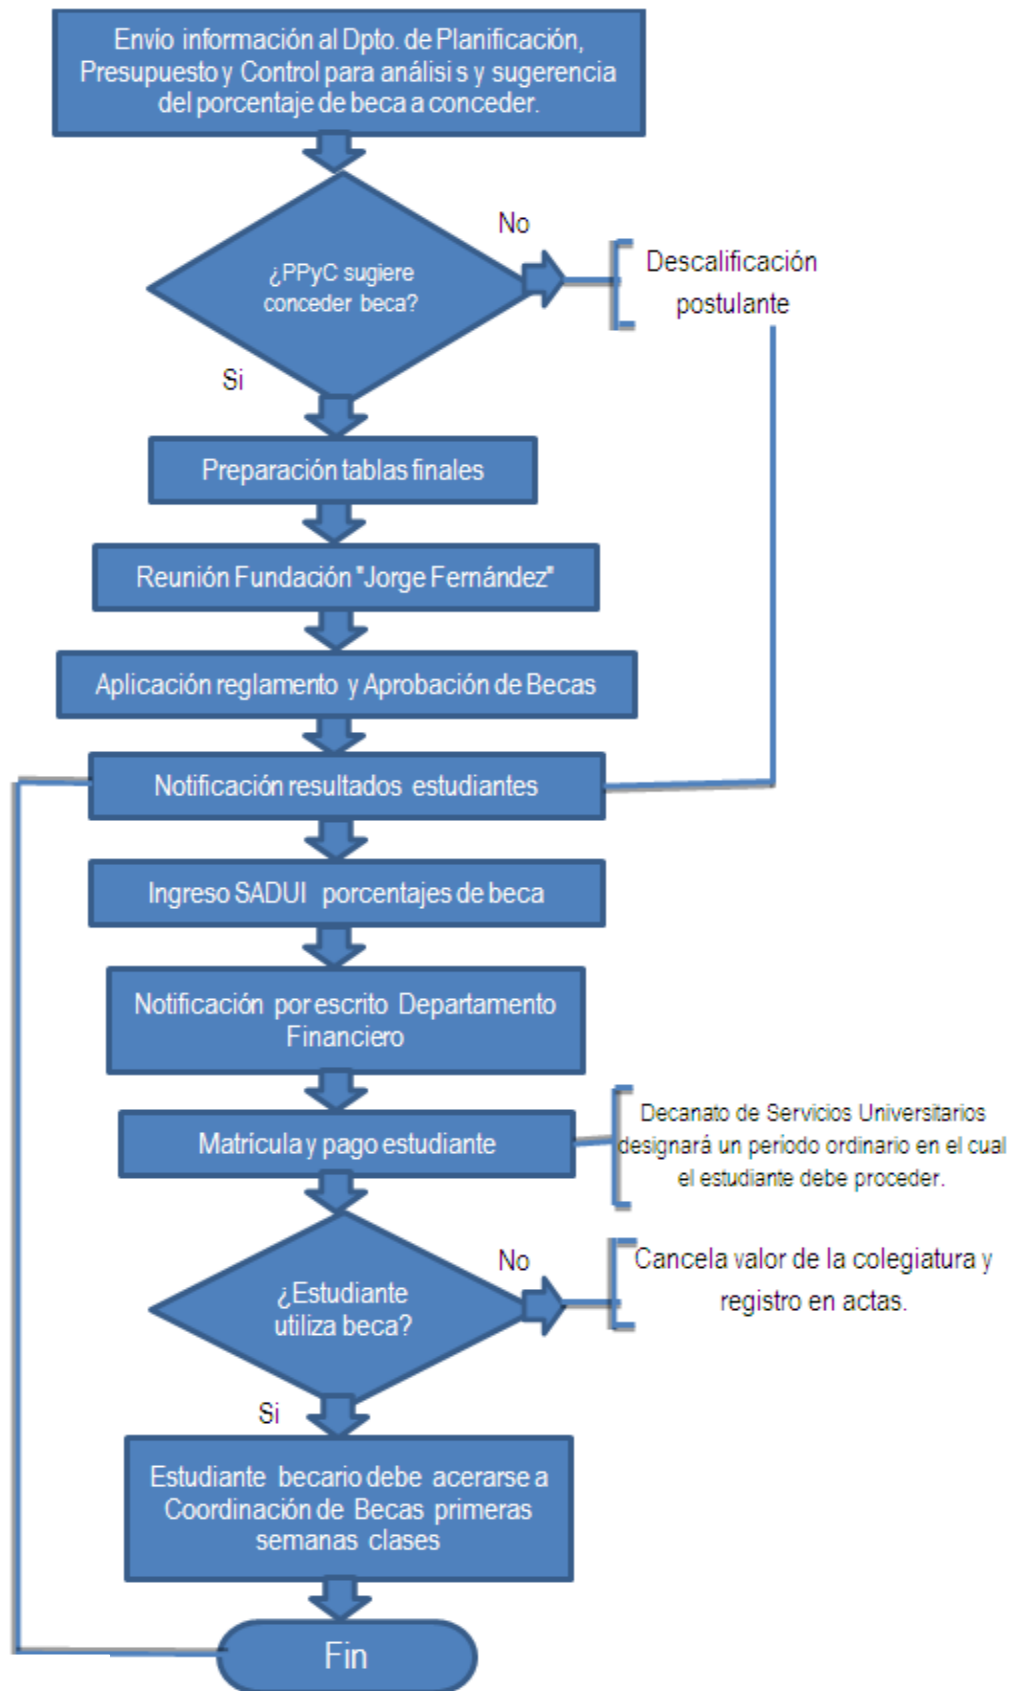 Envío información al Dpto. de Planificación,
Presupuesto y Control para análisis y sugerencia
del porcentaje de beca a conceder.
No
¿PPyC sugiere
conceder beca?
Descalificación
postulante
Si
Preparación tablas finales
Reunión Fundación "Jorge Fernández"
Aplicación reglamento y Aprobación de Becas
Notificación resultados estudiantes
Ingreso SADUI porcentajes de beca
Notificación por escrito Departamento
Financiero
Matrícula y pago estudiante
Decanato de Servicios Universitarios
designará un período ordinario en el cual
el estudiante debe proceder.
No
¿Estudiante
utiliza beca?
Cancela valor de la colegiatura y
registro en actas.
Si
Estudiante becario debe acerarse a
Coordinación de Becas primeras
semanas clases
Fin